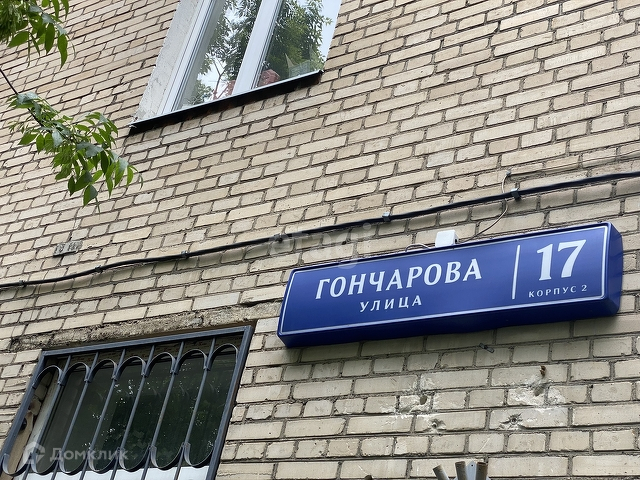 ГОНЧАРОВА
УЛИЦА
17
КОРПУС 2
Домклик